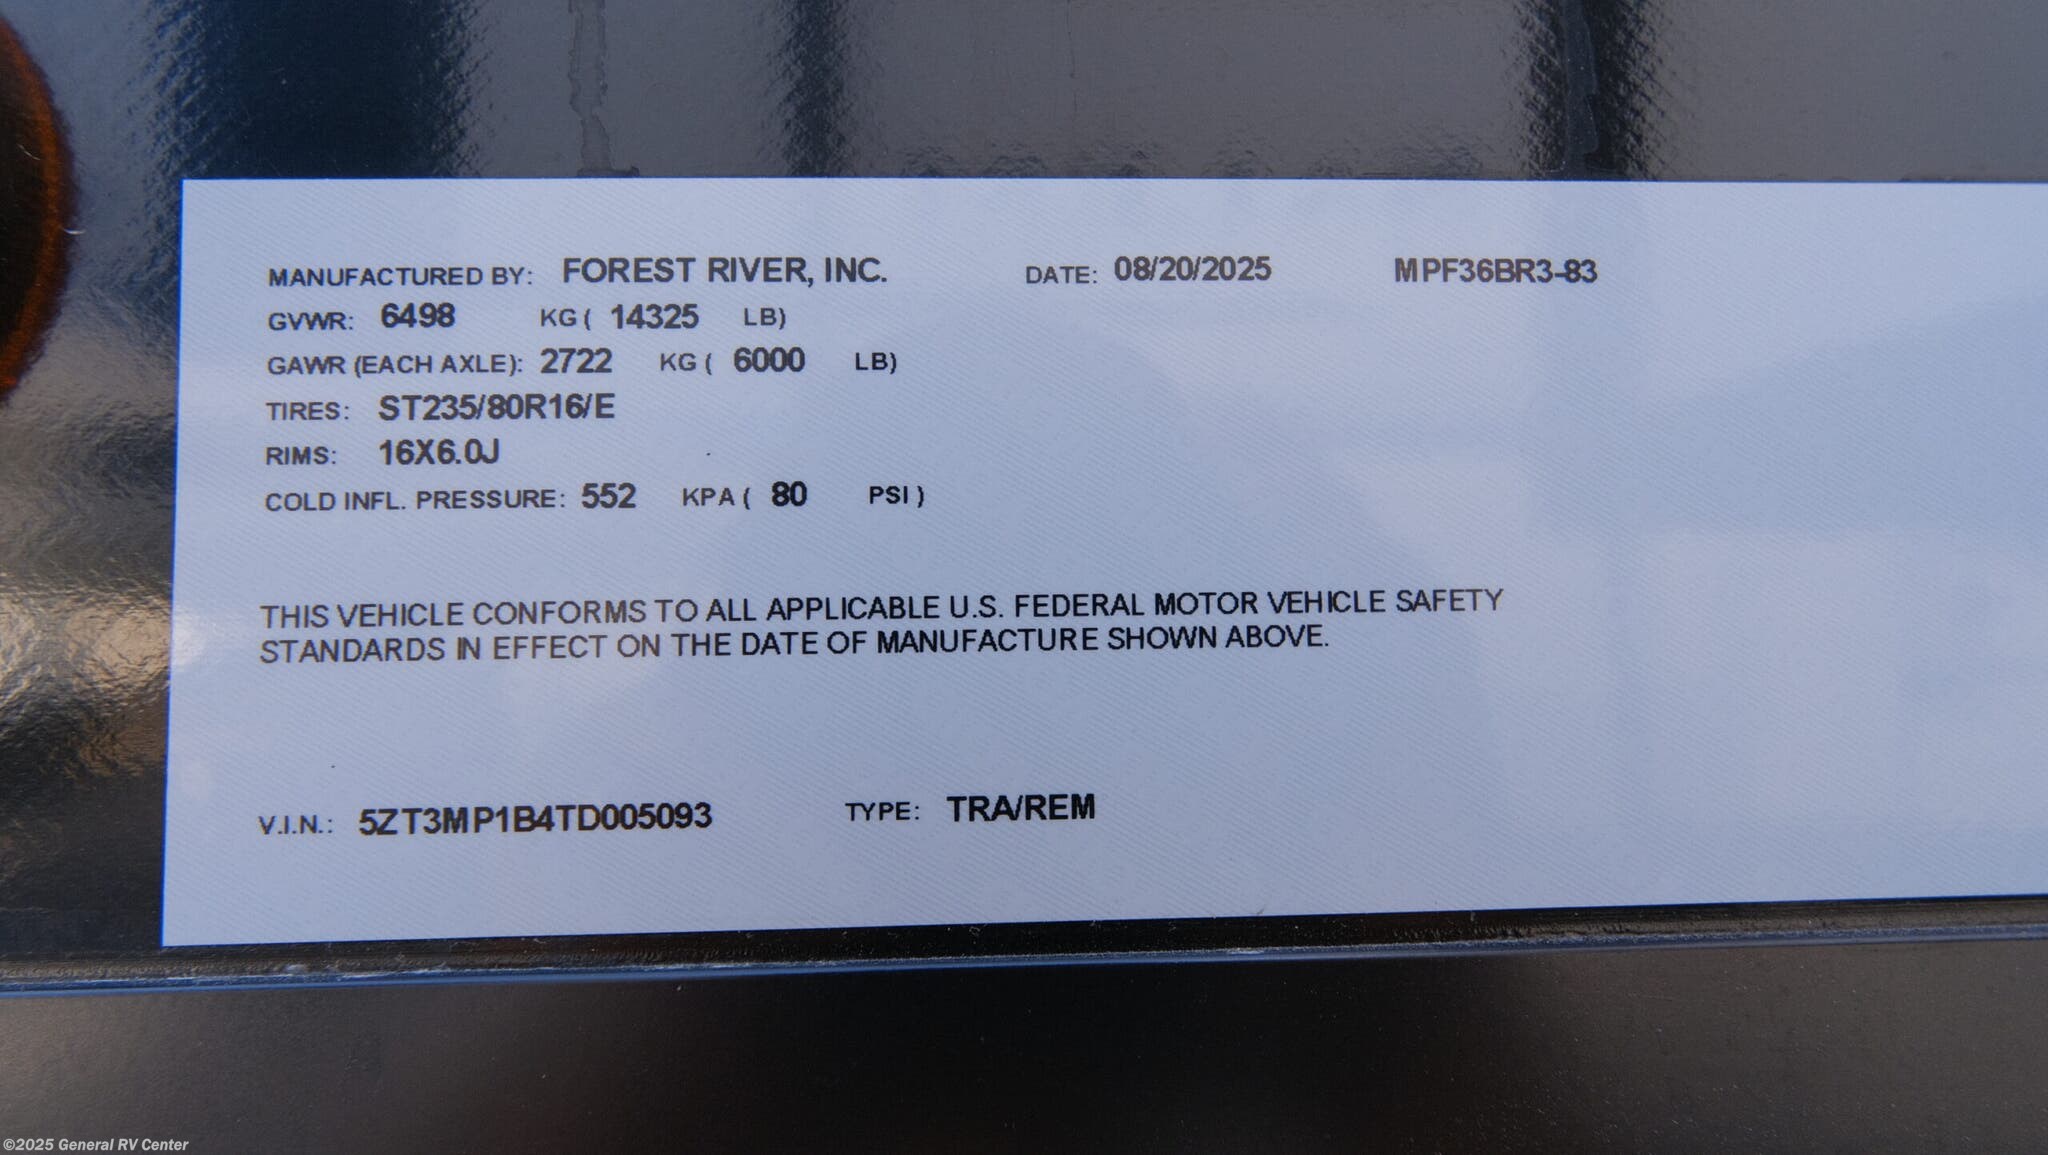 MANUFACTURED BY: FOREST RIVER, INC. DATE: 08/20/2025 MPF36BR3-83
GVWR: 6498 KG ( 14325 LB)
GAWR (EACH AXLE): 2722 KG ( 6000 LB)
TIRES: ST235/80R16/E
RIMS: 16X6.0J
COLD INFL. PRESSURE: 552 KPA ( 80 PSI )
THIS VEHICLE CONFORMS TO ALL APPLICABLE U.S. FEDERAL MOTOR VEHICLE SAFETY
STANDARDS IN EFFECT ON THE DATE OF MANUFACTURE SHOWN ABOVE.
V.I.N.: 5ZT3MP1B4TD005093 TYPE: TRA/REM
©2025 General RV Center